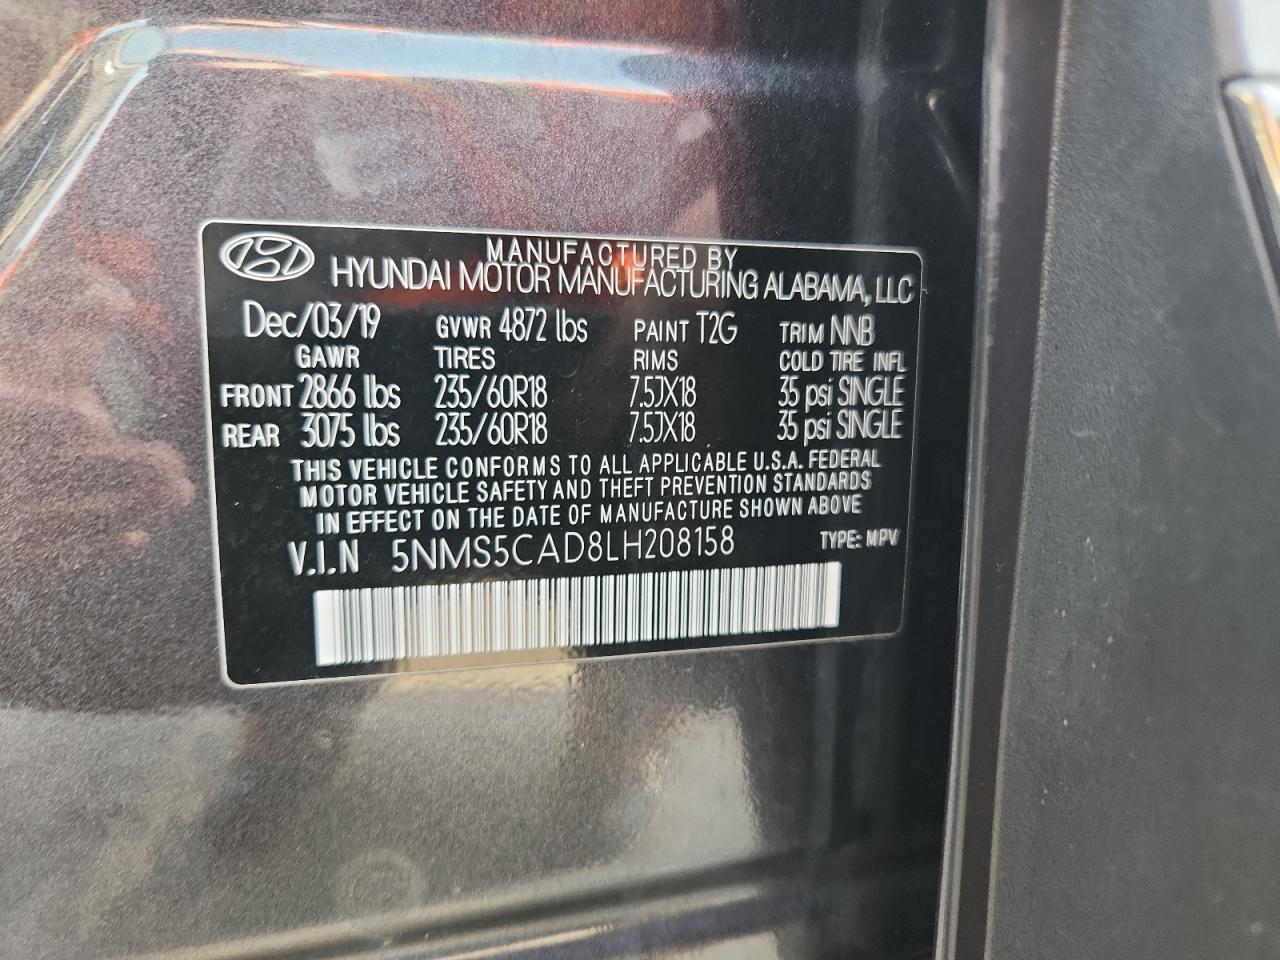 MANUFACTURED BY
HYUNDAI MOTOR MANUFACTURING ALABAMA, LLC
Dec/03/19 GVWR 4872 lbs PAINT T2G TRIM NNB
GAWR TIRES RIMS COLD TIRE INFL
FRONT 2866 lbs 235/60R18 7.5JX18 35 psi SINGLE
REAR 3075 lbs 235/60R18 7.5JX18 35 psi SINGLE
THIS VEHICLE CONFORMS TO ALL APPLICABLE U.S.A. FEDERAL
MOTOR VEHICLE SAFETY AND THEFT PREVENTION STANDARDS
IN EFFECT ON THE DATE OF MANUFACTURE SHOWN ABOVE
V.I.N 5NMS5CAD8LH208158 TYPE: MPV